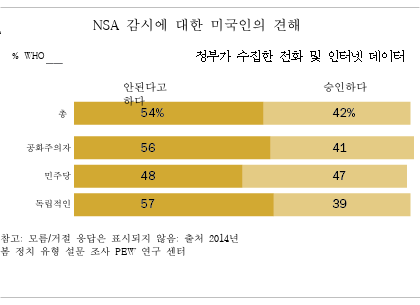 NSA 감시에 대한 미국인의 견해
% WHO___
정부가 수집한 전화 및 인터넷 데이터
안된다고
하다
승인하다
총 54% 42%
공화주의자 56 41
민주당 48 47
독립적인 57 39
참고: 모름/거절 응답은 표시되지 않음: 출처 2014년
봄 정치 유형 설문 조사 PEW 연구 센터